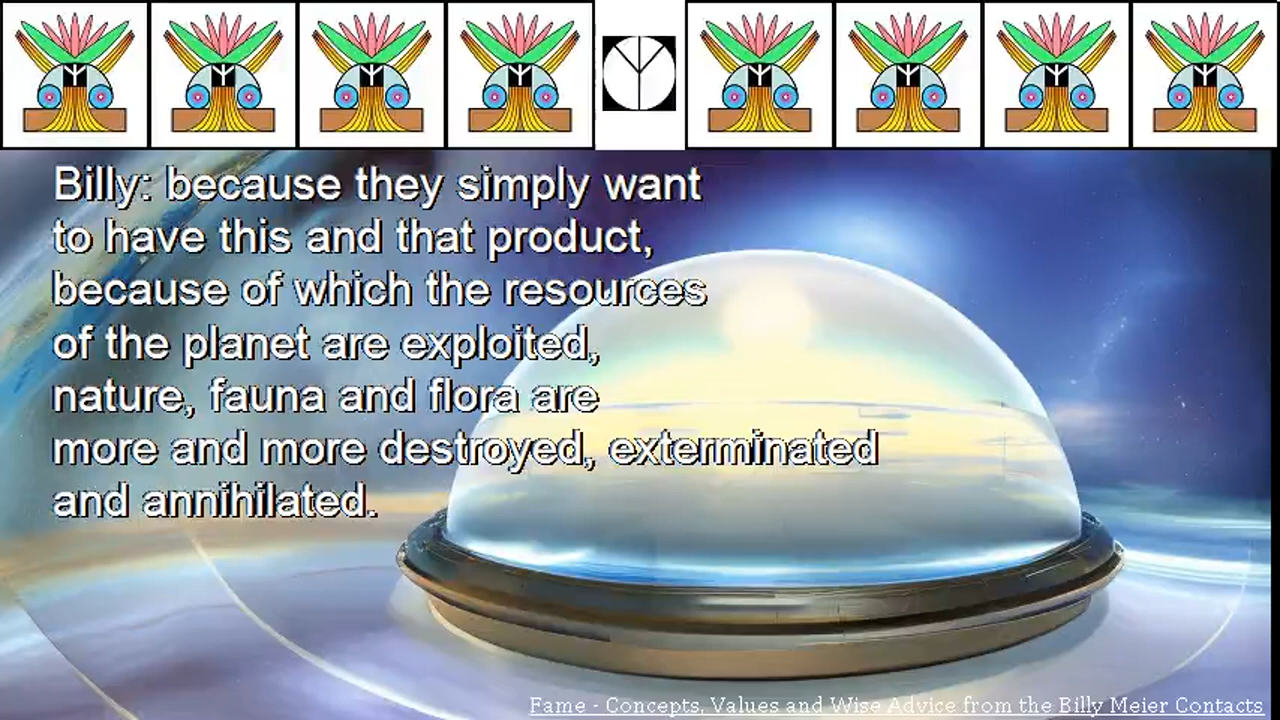 Billy: because they simply want
to have this and that product,
because of which the resources
of the planet are exploited,
nature, fauna and flora are
more and more destroyed, exterminated
and annihilated.
Fame - Concepts, Values and Wise Advice from the Billy Meier Contacts